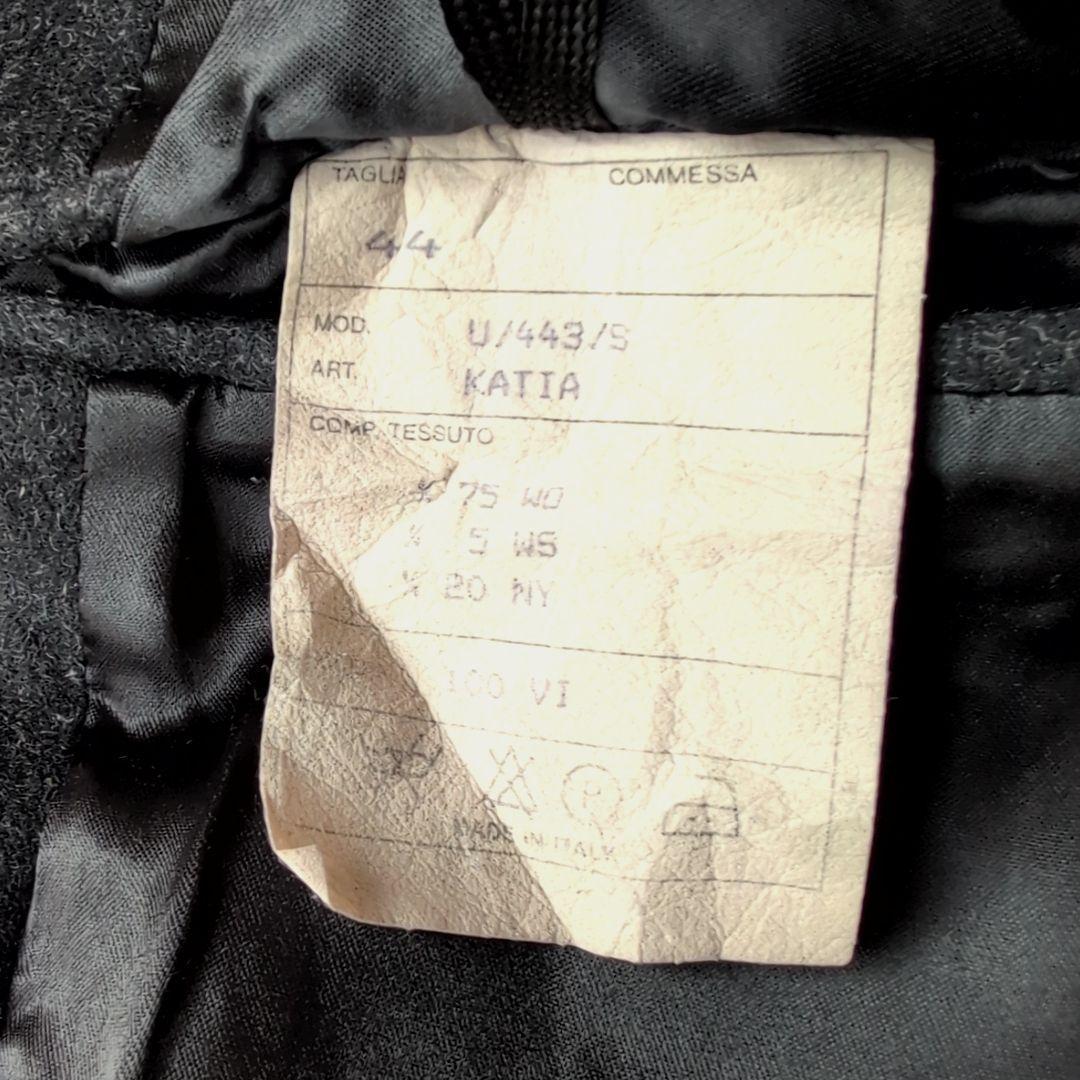 TAGLIA COMMESSA
44
MOD. U/443/S
ART. KATIA
COMP. TESSUTO
% 75 WO
% 5 WS
% 20 NY
100 VI
P
MADE IN ITALY